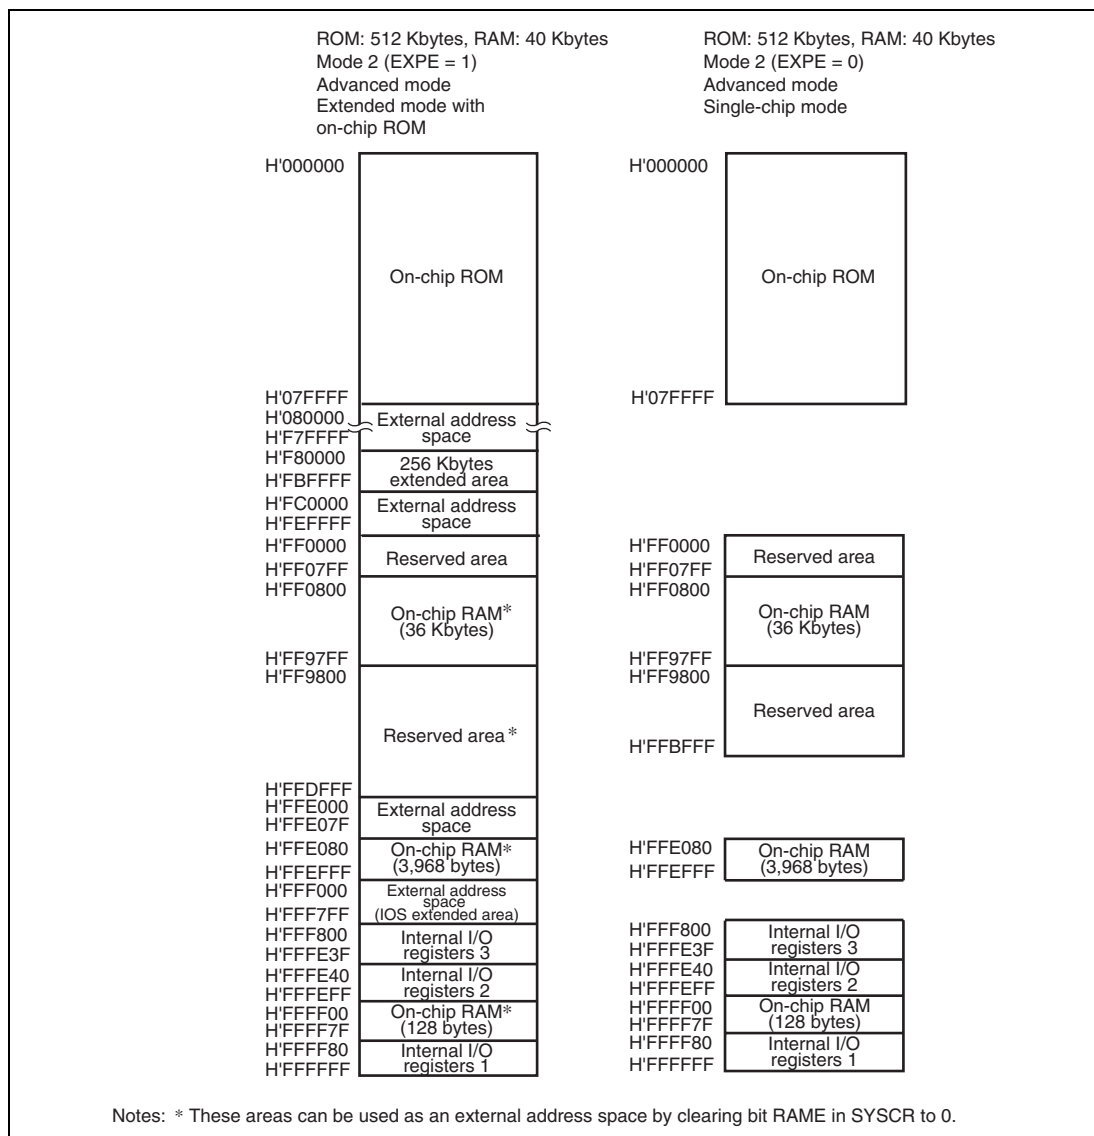 ROM: 512 Kbytes, RAM: 40 Kbytes
Mode 2 (EXPE = 1)
Advanced mode
Extended mode with
on-chip ROM
H'000000
On-chip ROM
H'07FFFF
H'080000
External address
space
H'F7FFFF
H'F80000
256 Kbytes
extended area
H'FBFFFF
H'FC0000
External address
space
H'FEFFFF
H'FF0000
Reserved area
H'FF07FF
H'FF0800
On-chip RAM*
(36 Kbytes)
H'FF97FF
H'FF9800
Reserved area *
H'FFDFFF
H'FFE000
External address
space
H'FFE07F
H'FFE080
On-chip RAM*
(3,968 bytes)
H'FFEFFF
H'FFF000
External address
space
(IOS extended area)
H'FFF7FF
H'FFF800
Internal I/O
registers 3
H'FFFE3F
H'FFFE40
Internal I/O
registers 2
H'FFFEFF
H'FFFF00
On-chip RAM*
(128 bytes)
H'FFFF7F
H'FFFF80
Internal I/O
registers 1
H'FFFFFF
ROM: 512 Kbytes, RAM: 40 Kbytes
Mode 2 (EXPE = 0)
Advanced mode
Single-chip mode
H'000000
On-chip ROM
H'07FFFF
H'FF0000
Reserved area
H'FF07FF
H'FF0800
On-chip RAM
(36 Kbytes)
H'FF97FF
H'FF9800
Reserved area
H'FFBFFF
H'FFE080
On-chip RAM
(3,968 bytes)
H'FFEFFF
H'FFF800
Internal I/O
registers 3
H'FFFE3F
H'FFFE40
Internal I/O
registers 2
H'FFFEFF
H'FFFF00
On-chip RAM
(128 bytes)
H'FFFF7F
H'FFFF80
Internal I/O
registers 1
H'FFFFFF
Notes: * These areas can be used as an external address space by clearing bit RAME in SYSCR to 0.